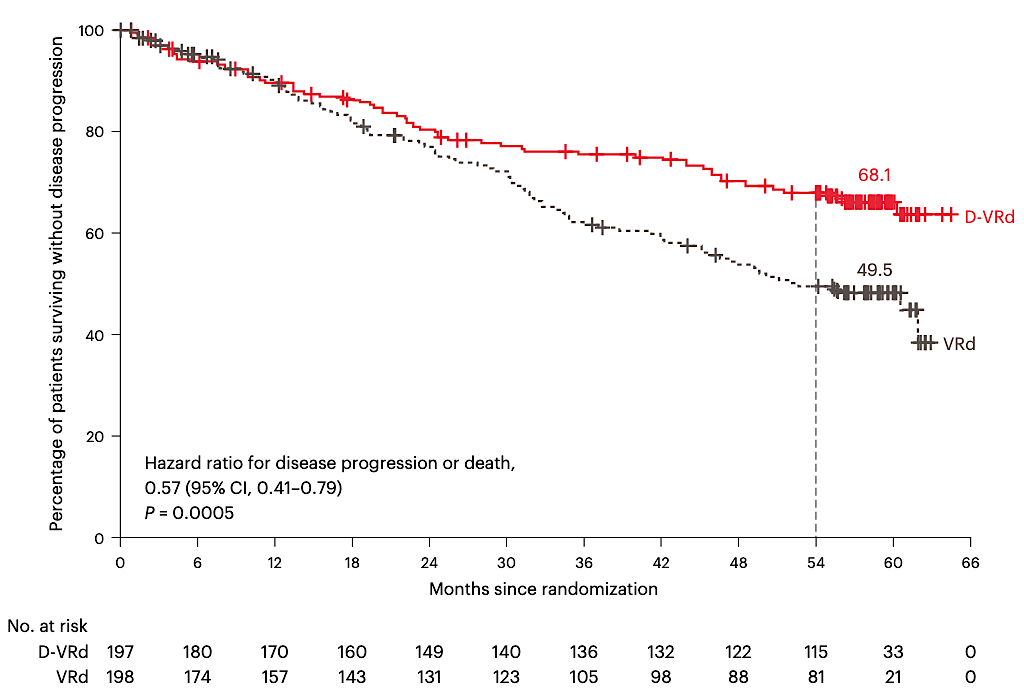 Percentage of patients surviving without disease progression
100
80
60
40
20
0
68.1
D-VRd
49.5
VRd
Hazard ratio for disease progression or death,
0.57 (95% CI, 0.41–0.79)
P = 0.0005
0 6 12 18 24 30 36 42 48 54 60 66
Months since randomization
No. at risk
D-VRd 197 180 170 160 149 140 136 132 122 115 33 0
VRd 198 174 157 143 131 123 105 98 88 81 21 0